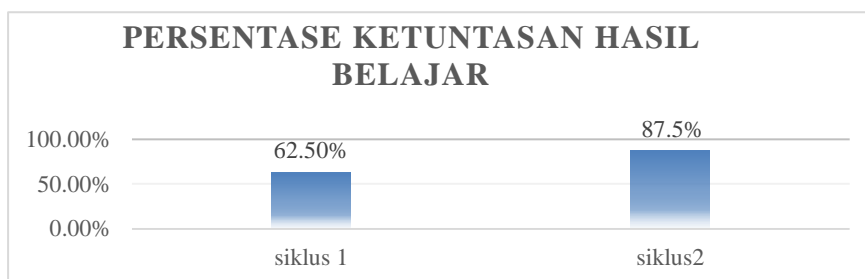 PERSENTASE KETUNTASAN HASIL
BELAJAR
100.00%
50.00%
0.00%
62.50%
87.5%
siklus 1
siklus2